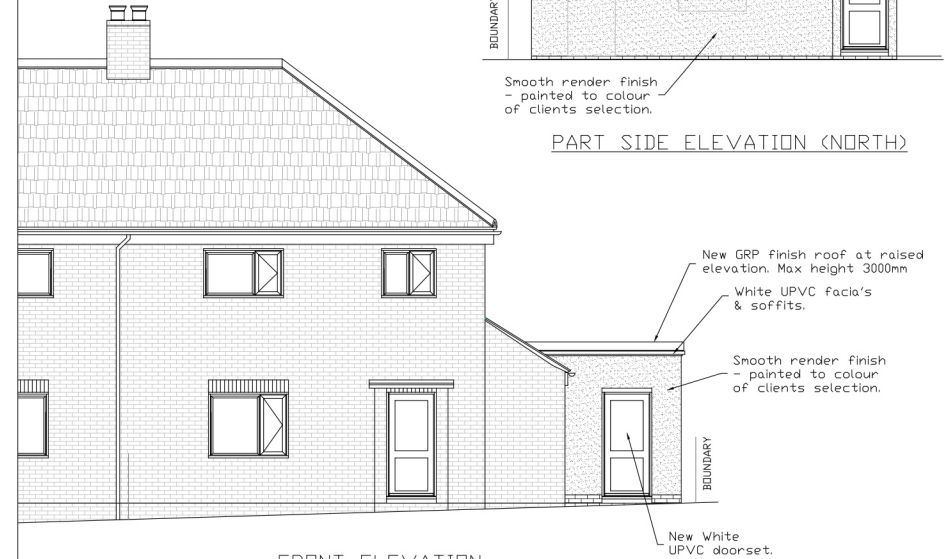 BOUNDARY
Smooth render finish
- painted to colour
of clients selection.
PART SIDE ELEVATION (NORTH)
New GRP finish roof at raised
elevation. Max height 3000mm
White UPVC facia's
& soffits.
Smooth render finish
- painted to colour
of clients selection.
BOUNDARY
New White
UPVC doorset.
FRONT ELEVATION